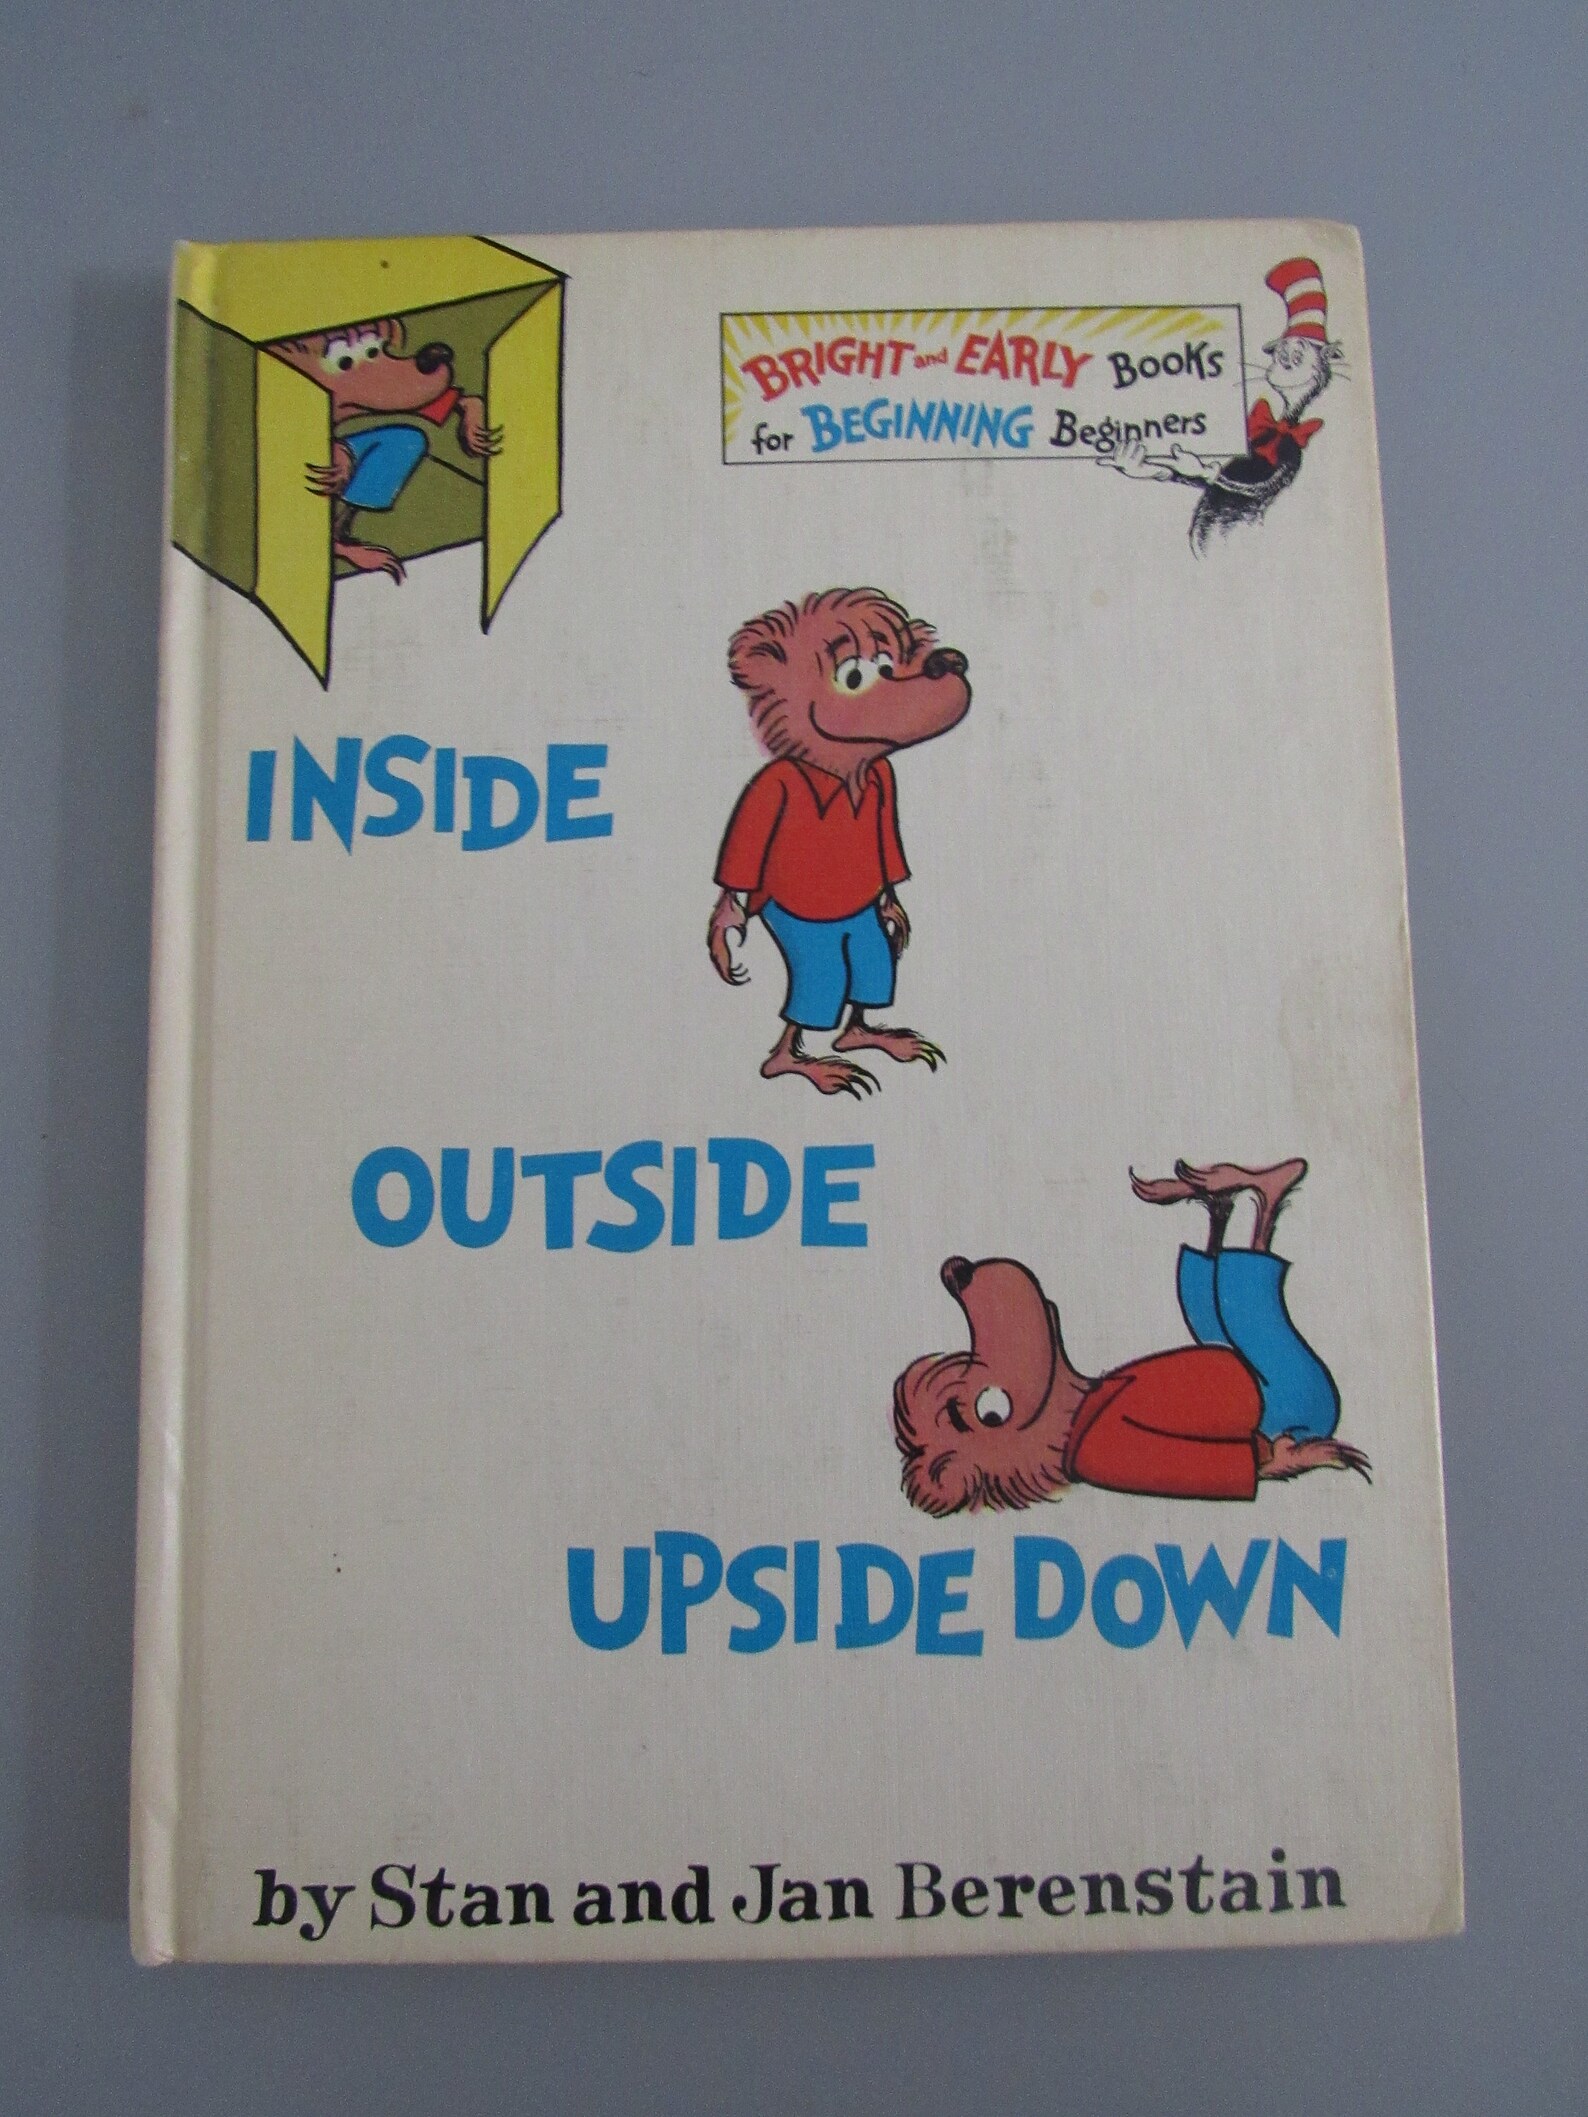 BRIGHT and EARLY Books
for BEGINNING Beginners
INSIDE
OUTSIDE
UPSIDE DOWN
by Stan and Jan Berenstain